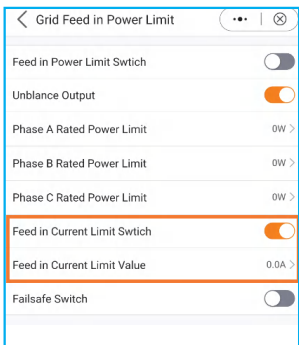 Grid Feed in Power Limit
Feed in Power Limit Swtich
Unblance Output
Phase A Rated Power Limit 0W
Phase B Rated Power Limit 0W
Phase C Rated Power Limit 0W
Feed in Current Limit Swtich
Feed in Current Limit Value 0.0A
Failsafe Switch